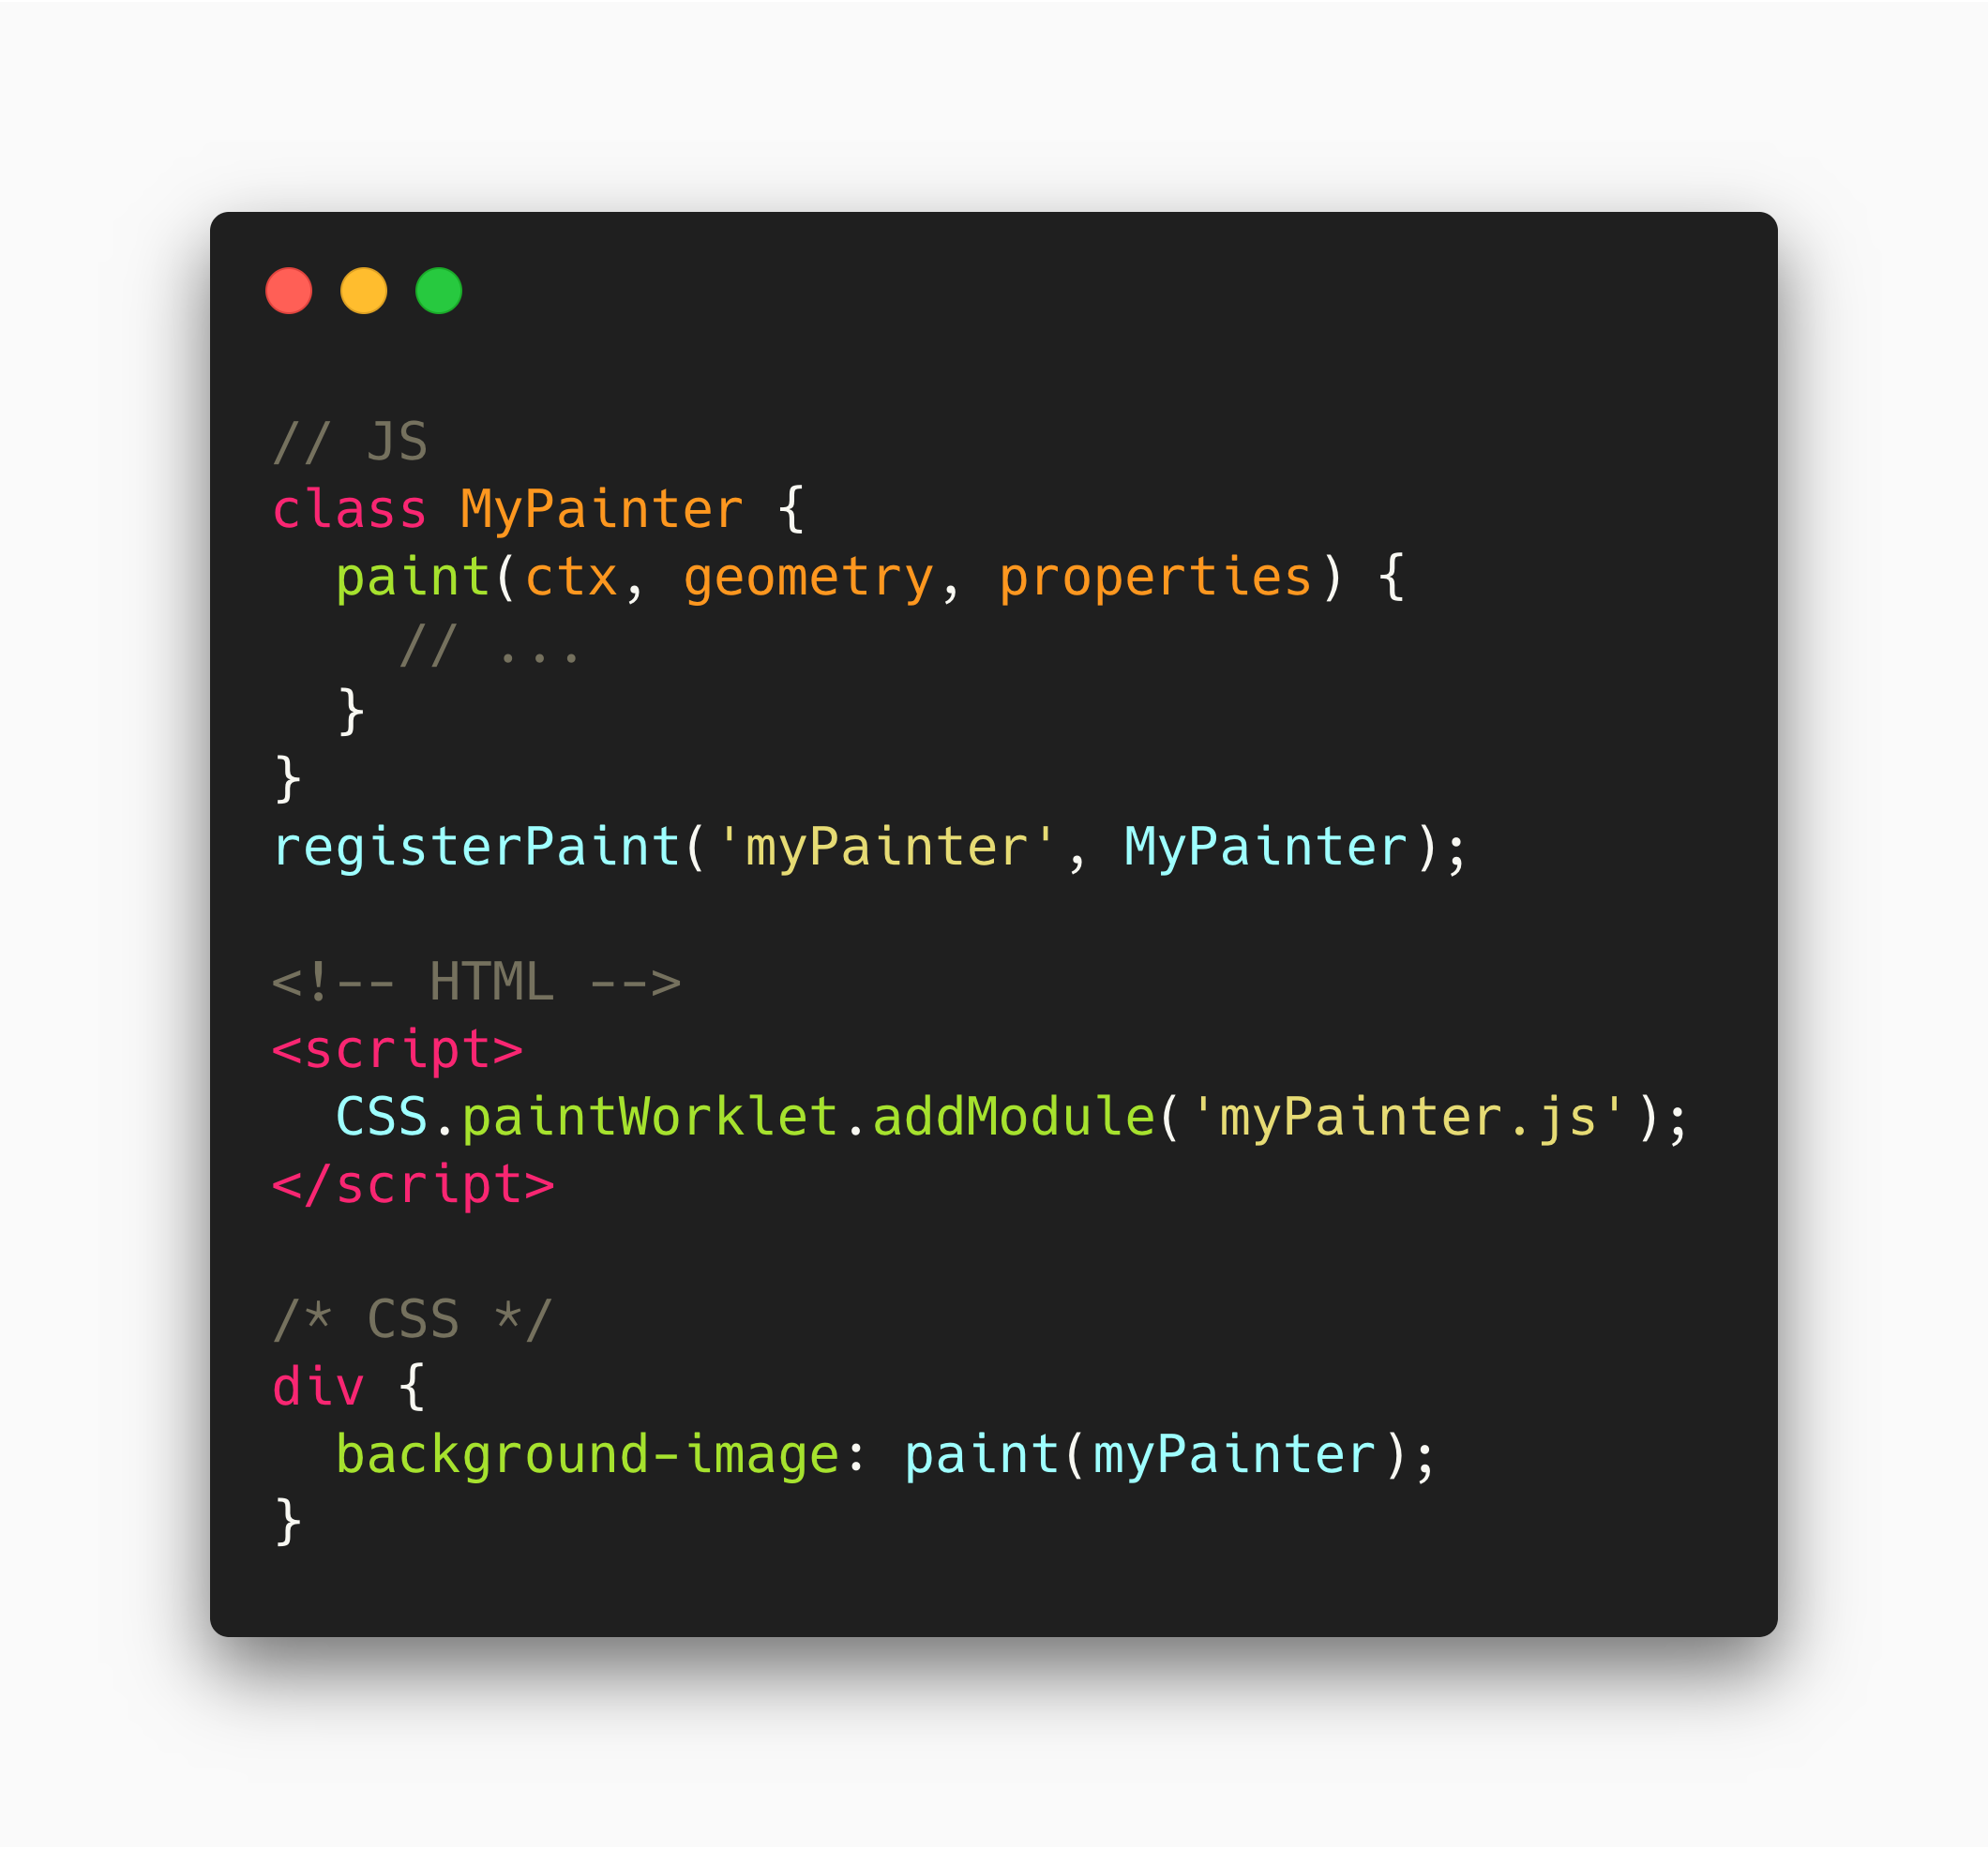 // JS
class MyPainter {
  paint(ctx, geometry, properties) {
    // ...
  }
}
registerPaint('myPainter', MyPainter);

<!-- HTML -->
<script>
  CSS.paintWorklet.addModule('myPainter.js');
</script>

/* CSS */
div {
  background-image: paint(myPainter);
}